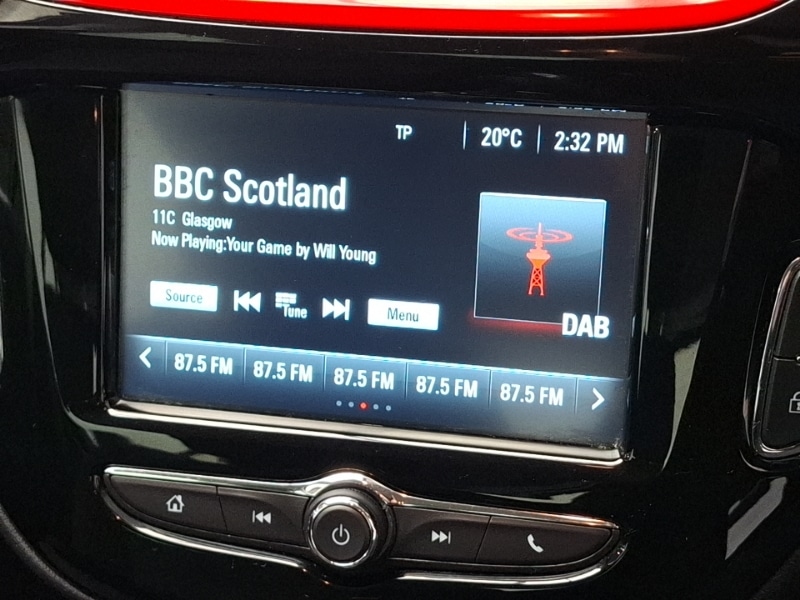 TP 20°C 2:32 PM
BBC Scotland
11C Glasgow
Now Playing:Your Game by Will Young
Source Tune Menu
DAB
87.5 FM 87.5 FM 87.5 FM 87.5 FM 87.5 FM